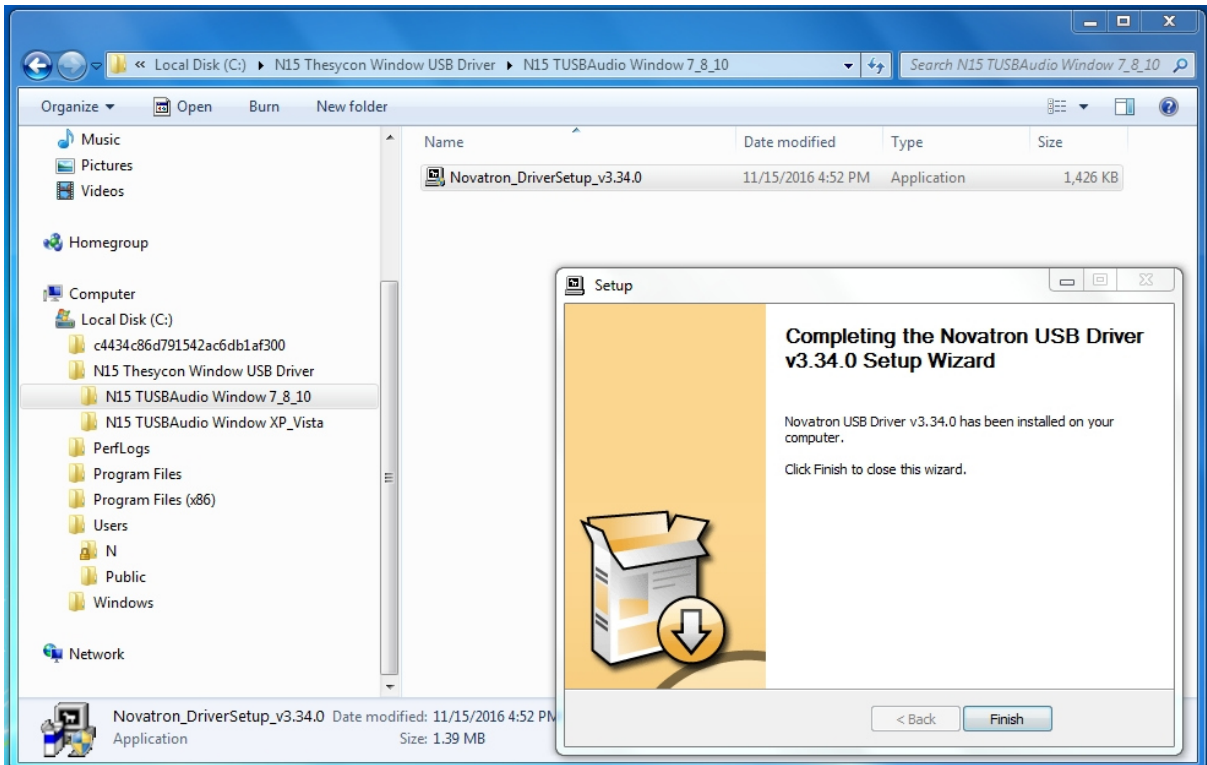 « Local Disk (C:) ▸ N15 Thesycon Window USB Driver ▸ N15 TUSBAudio Window 7_8_10
Search N15 TUSBAudio Window 7_8_10
Organize Open Burn New folder
Music
Pictures
Videos
Homegroup
Computer
Local Disk (C:)
c4434c86d791542ac6db1af300
N15 Thesycon Window USB Driver
N15 TUSBAudio Window 7_8_10
N15 TUSBAudio Window XP_Vista
PerfLogs
Program Files
Program Files (x86)
Users
N
Public
Windows
Network
Name Date modified Type Size
Novatron_DriverSetup_v3.34.0 11/15/2016 4:52 PM Application 1,426 KB
Setup
Completing the Novatron USB Driver
v3.34.0 Setup Wizard
Novatron USB Driver v3.34.0 has been installed on your
computer.
Click Finish to close this wizard.
< Back Finish
Novatron_DriverSetup_v3.34.0 Date modified: 11/15/2016 4:52 PM
Application Size: 1.39 MB